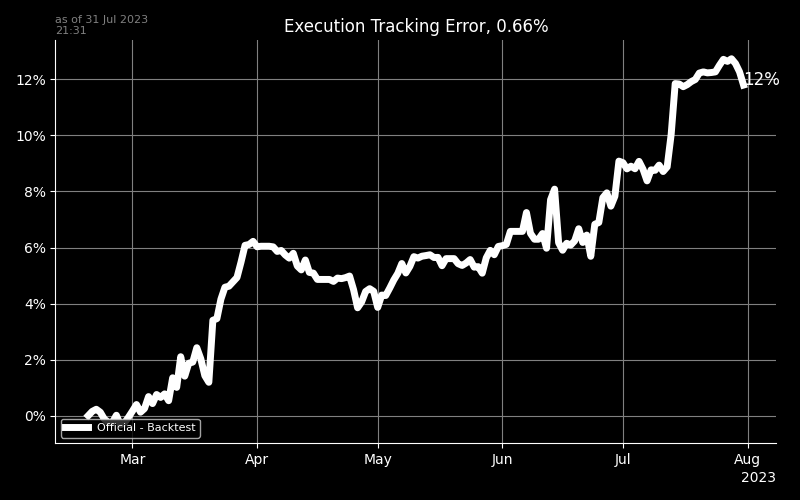 as of 31 Jul 2023
21:31
Execution Tracking Error, 0.66%
12%
12%
10%
8%
6%
4%
2%
0%
Official - Backtest
Mar Apr May Jun Jul Aug
2023